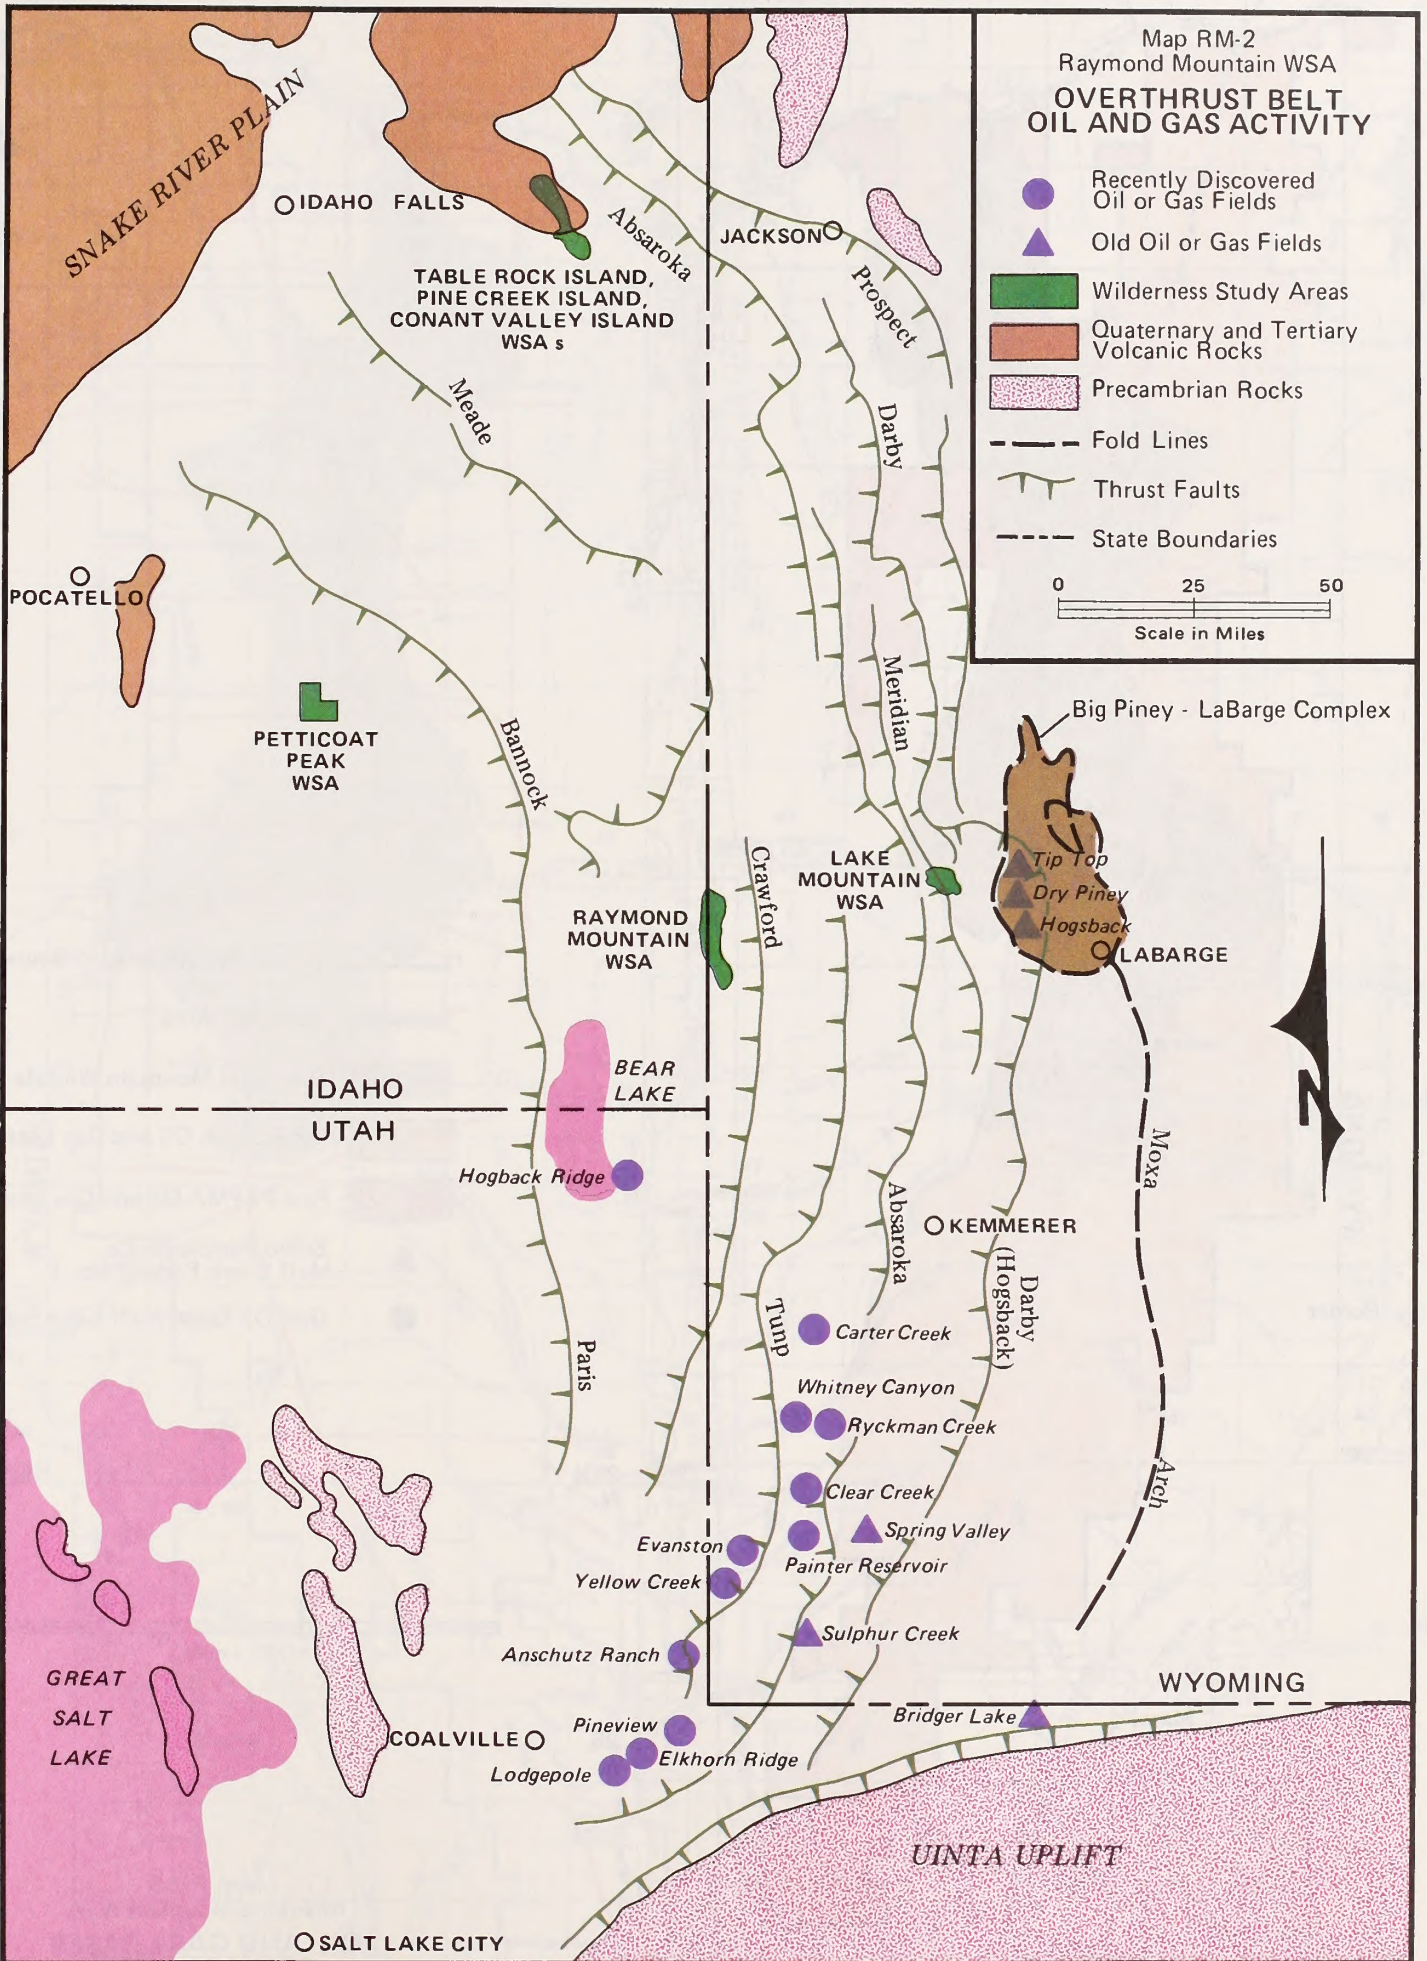 Map RM-2
Raymond Mountain WSA
OVERTHRUST BELT
OIL AND GAS ACTIVITY
Recently Discovered
Oil or Gas Fields
Old Oil or Gas Fields
Wilderness Study Areas
Quaternary and Tertiary
Volcanic Rocks
Precambrian Rocks
Fold Lines
Thrust Faults
State Boundaries
0 25 50
Scale in Miles
SNAKE RIVER PLAIN
IDAHO FALLS
Absaroka
JACKSON
Prospect
TABLE ROCK ISLAND,
PINE CREEK ISLAND,
CONANT VALLEY ISLAND
WSA s
Meade
Darby
POCATELLO
Meridian
PETTICOAT
PEAK
WSA
Bannock
Big Piney - LaBarge Complex
Crawford
LAKE
MOUNTAIN
WSA
Tip Top
Dry Piney
Hogsback
LABARGE
RAYMOND
MOUNTAIN
WSA
BEAR
LAKE
IDAHO
UTAH
N
Hogback Ridge
Moxa
Absaroka
KEMMERER
Darby
(Hogsback)
Tunp
Carter Creek
Paris
Whitney Canyon
Ryckman Creek
Arch
Clear Creek
Spring Valley
Evanston
Painter Reservoir
Yellow Creek
Sulphur Creek
Anschutz Ranch
WYOMING
GREAT
SALT
LAKE
Bridger Lake
Pineview
COALVILLE
Elkhorn Ridge
Lodgepole
UINTA UPLIFT
SALT LAKE CITY